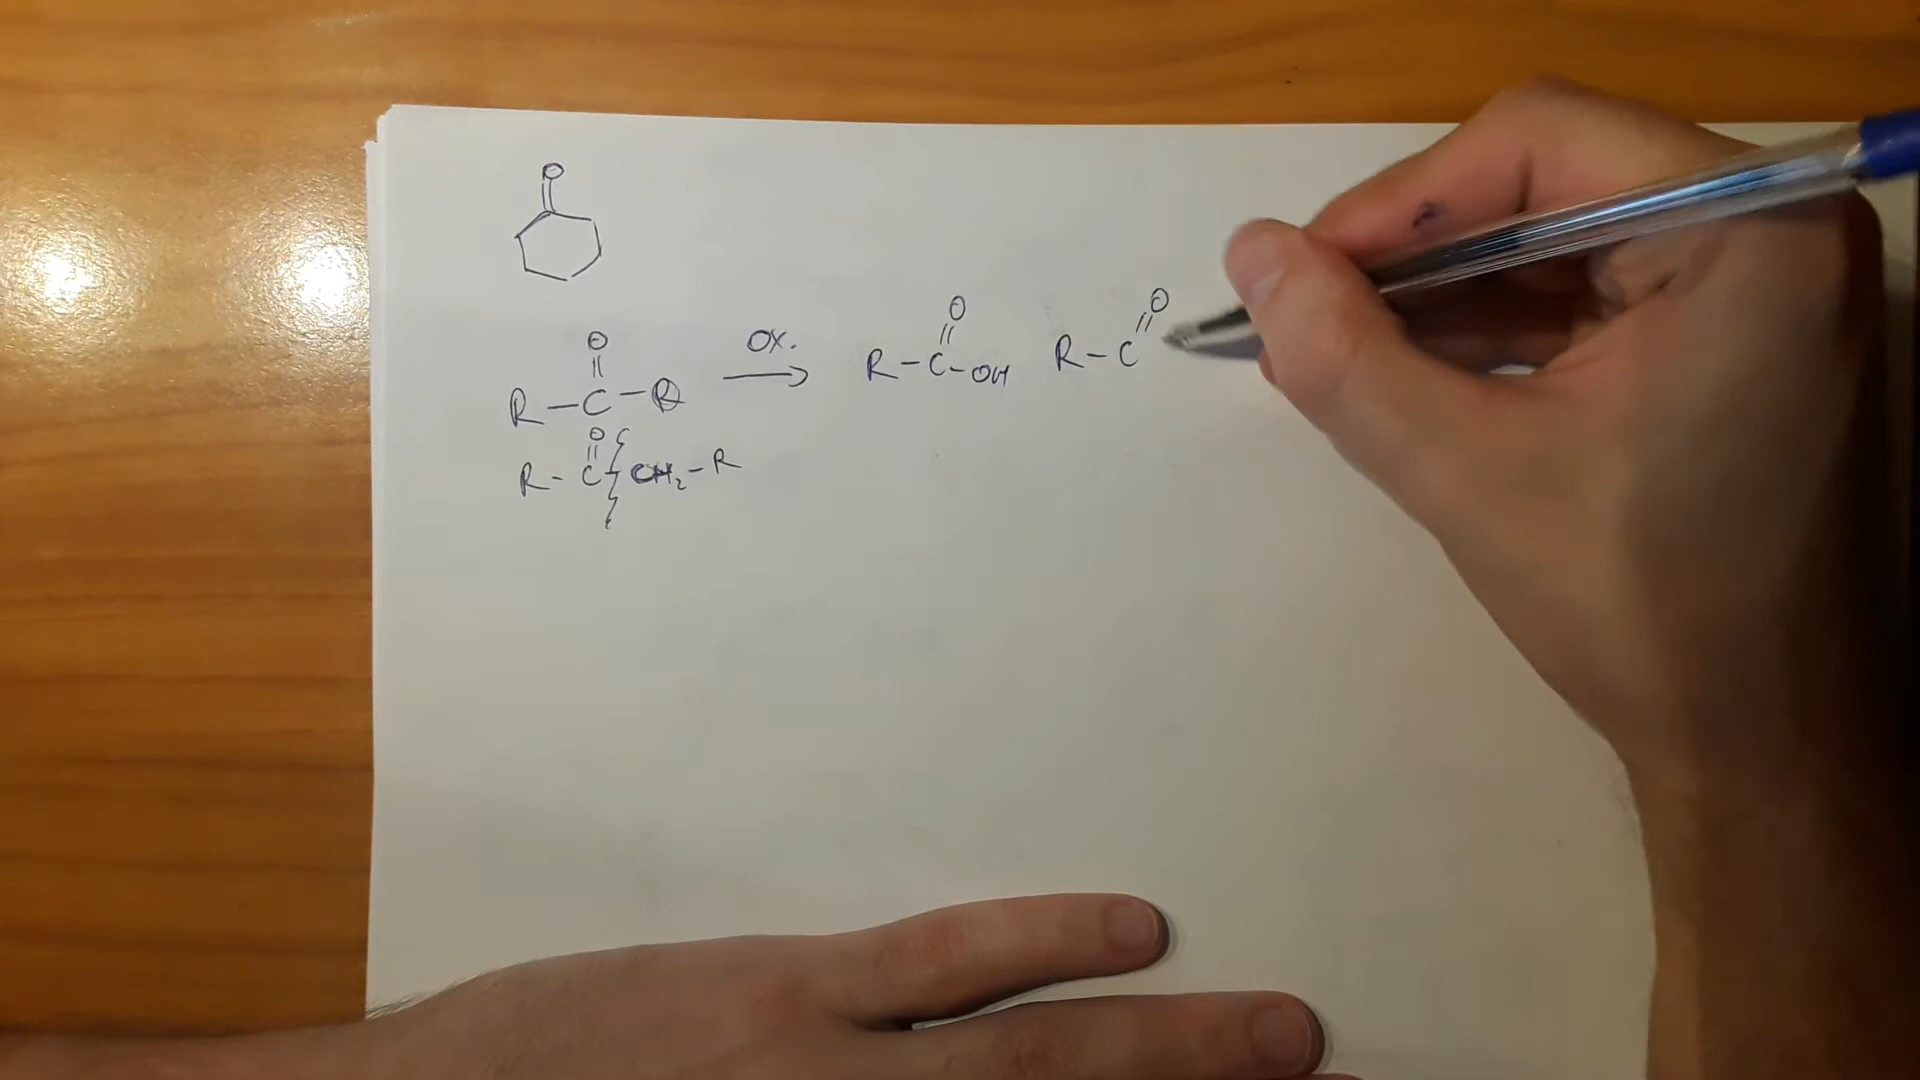 O
O
R-C-R OX. →
O
R-C-OH
O
R-C
O
R-C-CH₂-R